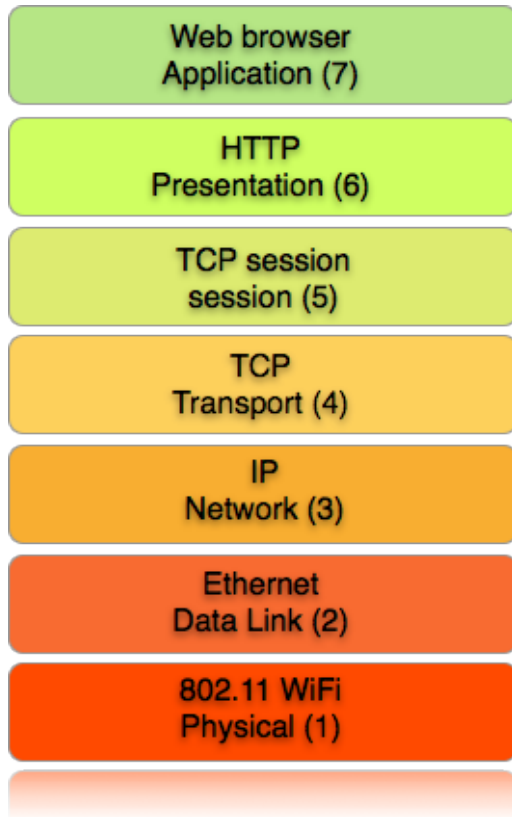 Web browser
Application (7)
HTTP
Presentation (6)
TCP session
session (5)
TCP
Transport (4)
IP
Network (3)
Ethernet
Data Link (2)
802.11 WiFi
Physical (1)